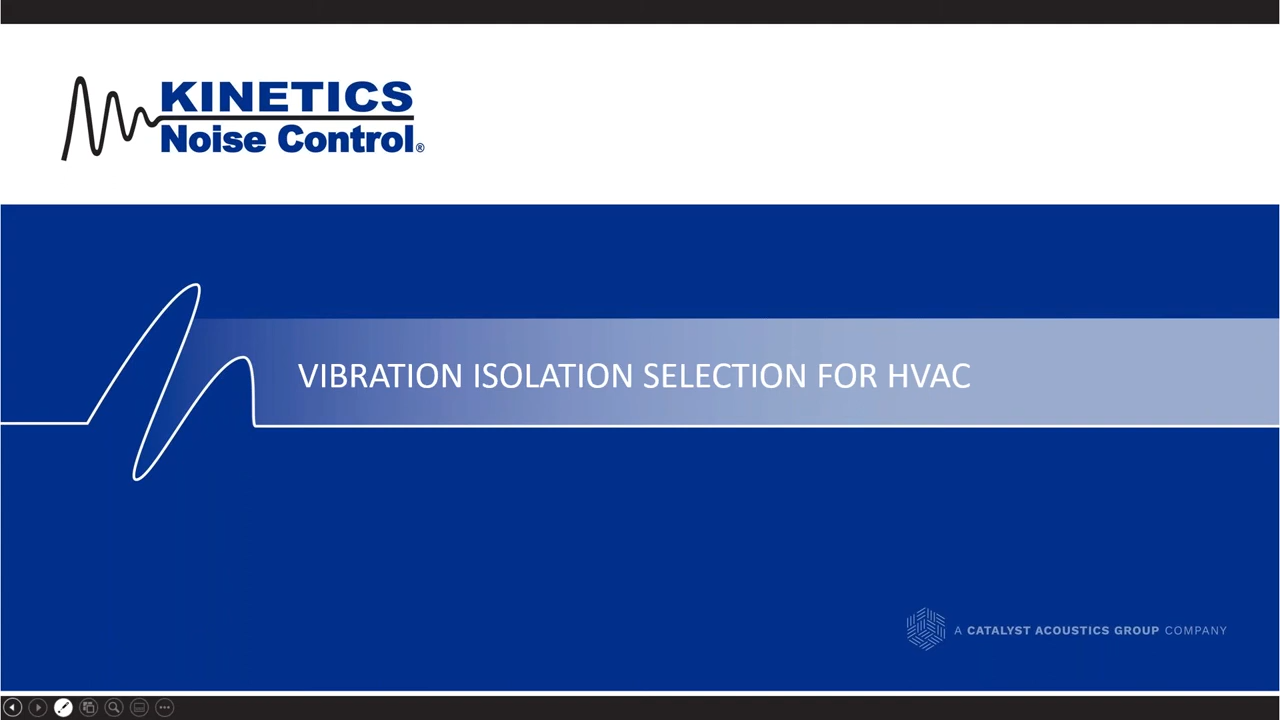 KINETICS
Noise Control®
VIBRATION ISOLATION SELECTION FOR HVAC
A CATALYST ACOUSTICS GROUP COMPANY